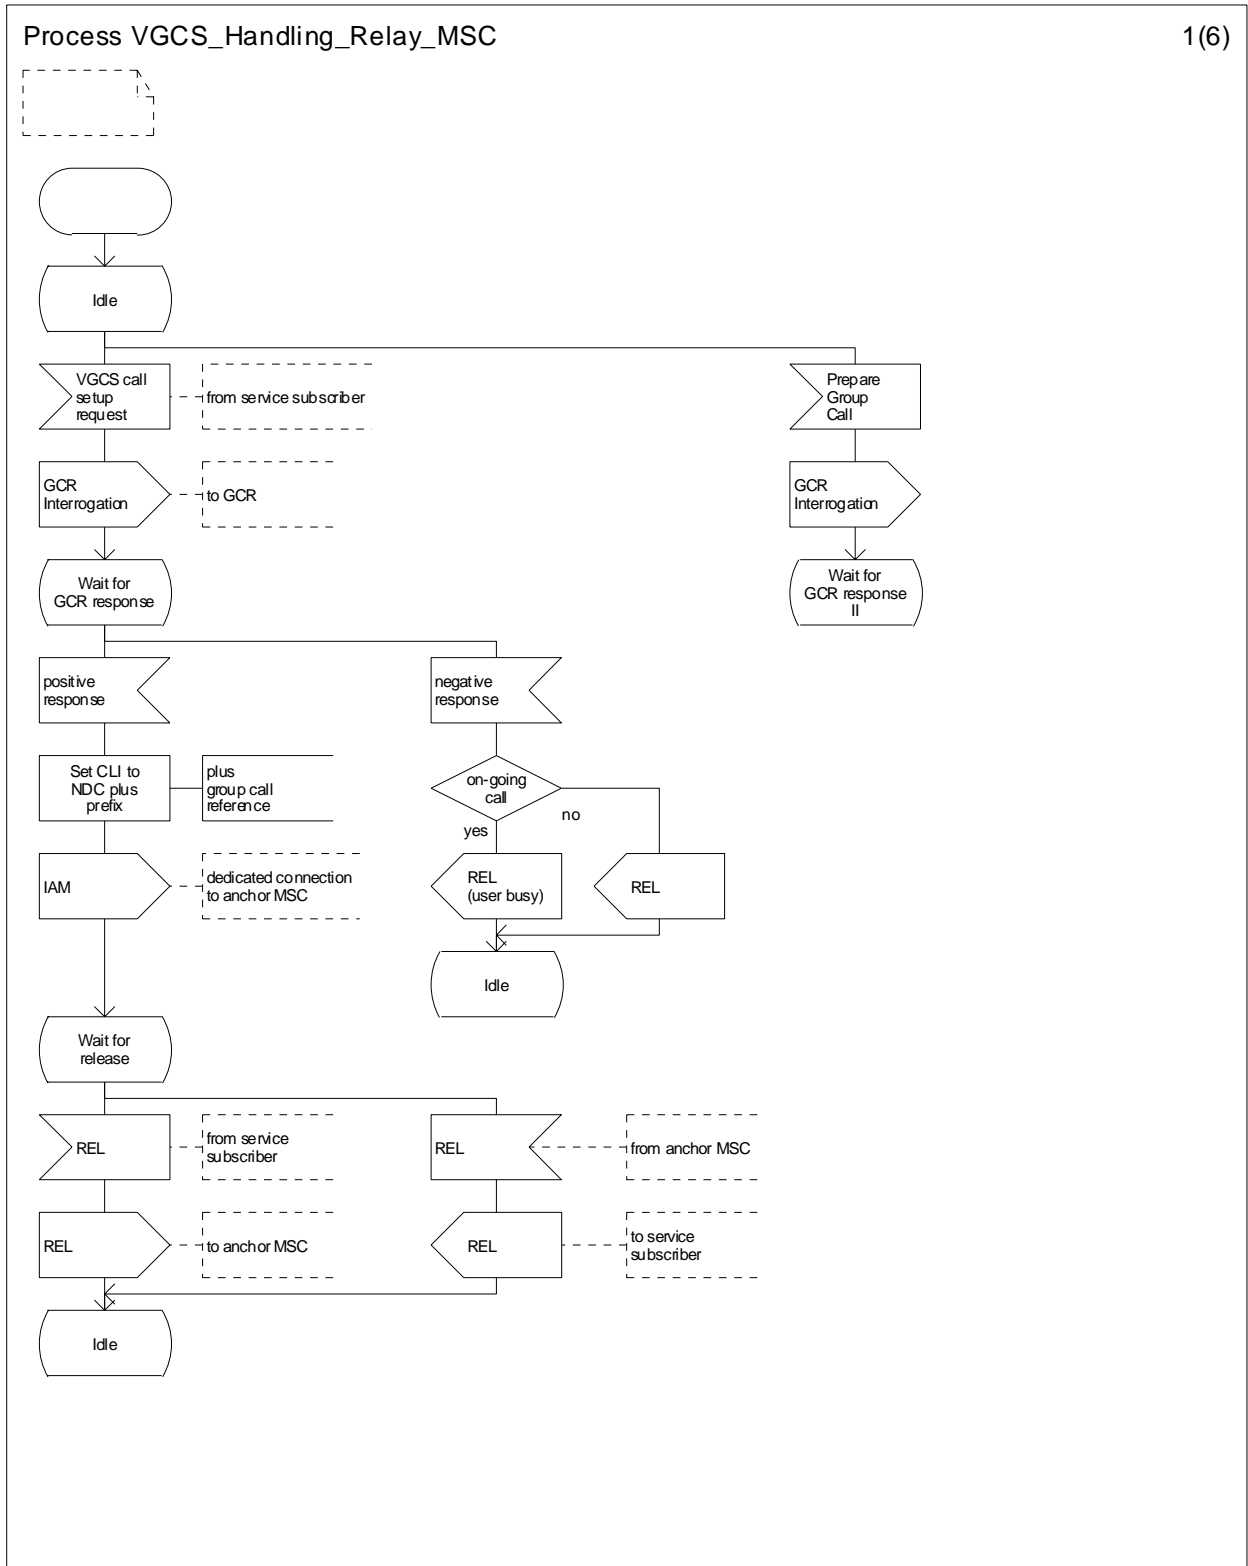 Process VGCS_Handling_Relay_MSC
1(6)
Idle
VGCS call
setup
request
from service subscriber
Prepare
Group
Call
GCR
Interrogation
to GCR
GCR
Interrogation
Wait for
GCR response
Wait for
GCR response
II
positive
response
negative
response
Set CLI to
NDC plus
prefix
plus
group call
reference
on-going
call
no
yes
IAM
dedicated connection
to anchor MSC
REL
(user busy)
REL
Idle
Wait for
release
REL
from service
subscriber
REL
from anchor MSC
REL
to anchor MSC
REL
to service
subscriber
Idle